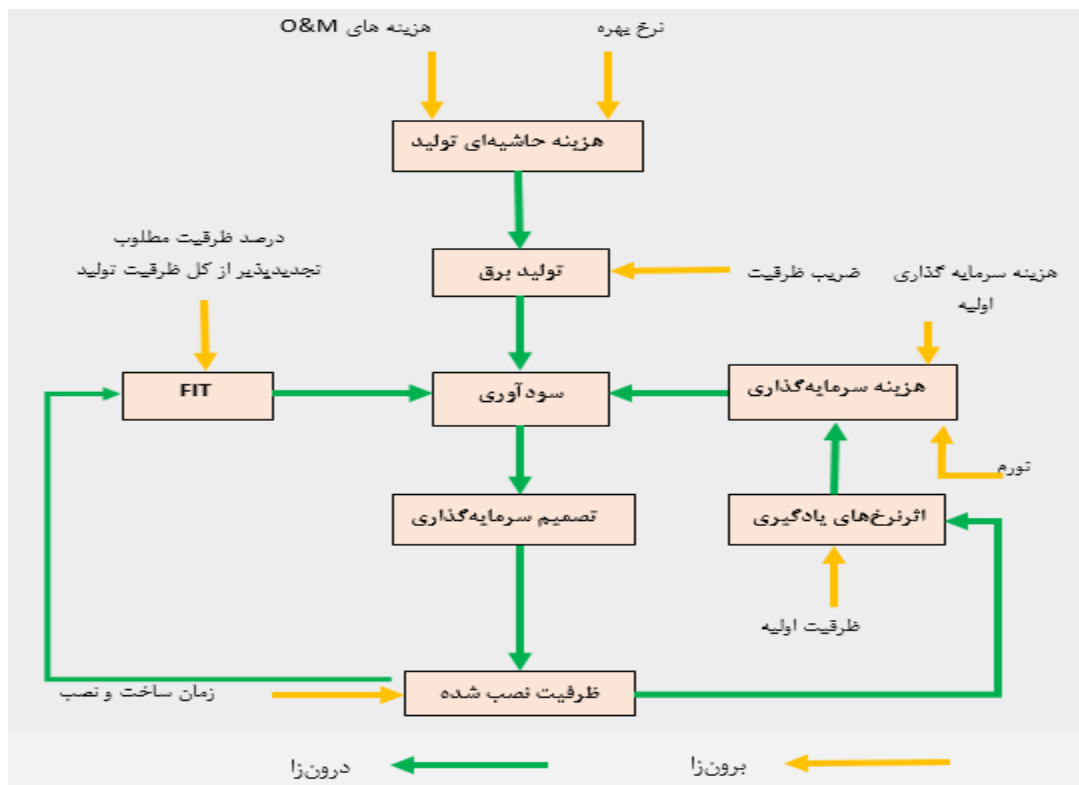 هزینه های O&M
نرخ بهره
هزینه حاشیه‌ای تولید
درصد ظرفیت مطلوب
تجدیدپذیر از کل ظرفیت تولید
تولید برق
ضریب ظرفیت
هزینه سرمایه گذاری
اولیه
FIT
سودآوری
هزینه سرمایه‌گذاری
تورم
تصمیم سرمایه‌گذاری
اثرنرخ‌های یادگیری
ظرفیت اولیه
زمان ساخت و نصب
ظرفیت نصب شده
برون‌زا
درون‌زا